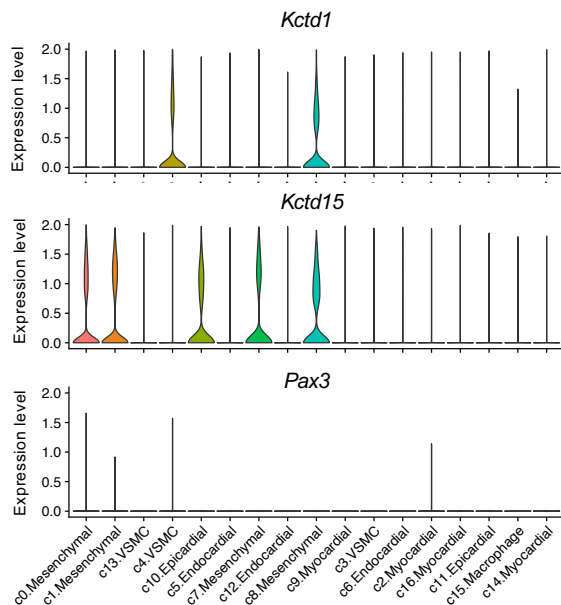 Kctd1
Expression level
2.0
1.5
1.0
0.5
0.0
Kctd15
Expression level
2.0
1.5
1.0
0.5
0.0
Pax3
Expression level
2.0
1.5
1.0
0.5
0.0
c0.Mesenchymal
c1.Mesenchymal
c13.VSMC
c4.VSMC
c10.Epicardial
c5.Endocardial
c7.Mesenchymal
c12.Endocardial
c8.Mesenchymal
c9.Myocardial
c3.VSMC
c6.Endocardial
c2.Myocardial
c16.Myocardial
c11.Epicardial
c15.Macrophage
c14.Myocardial